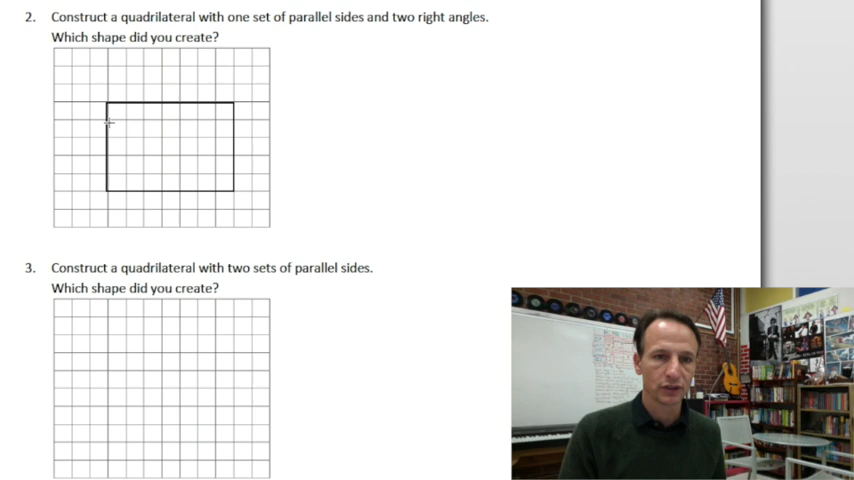 2. Construct a quadrilateral with one set of parallel sides and two right angles.
Which shape did you create?
3. Construct a quadrilateral with two sets of parallel sides.
Which shape did you create?